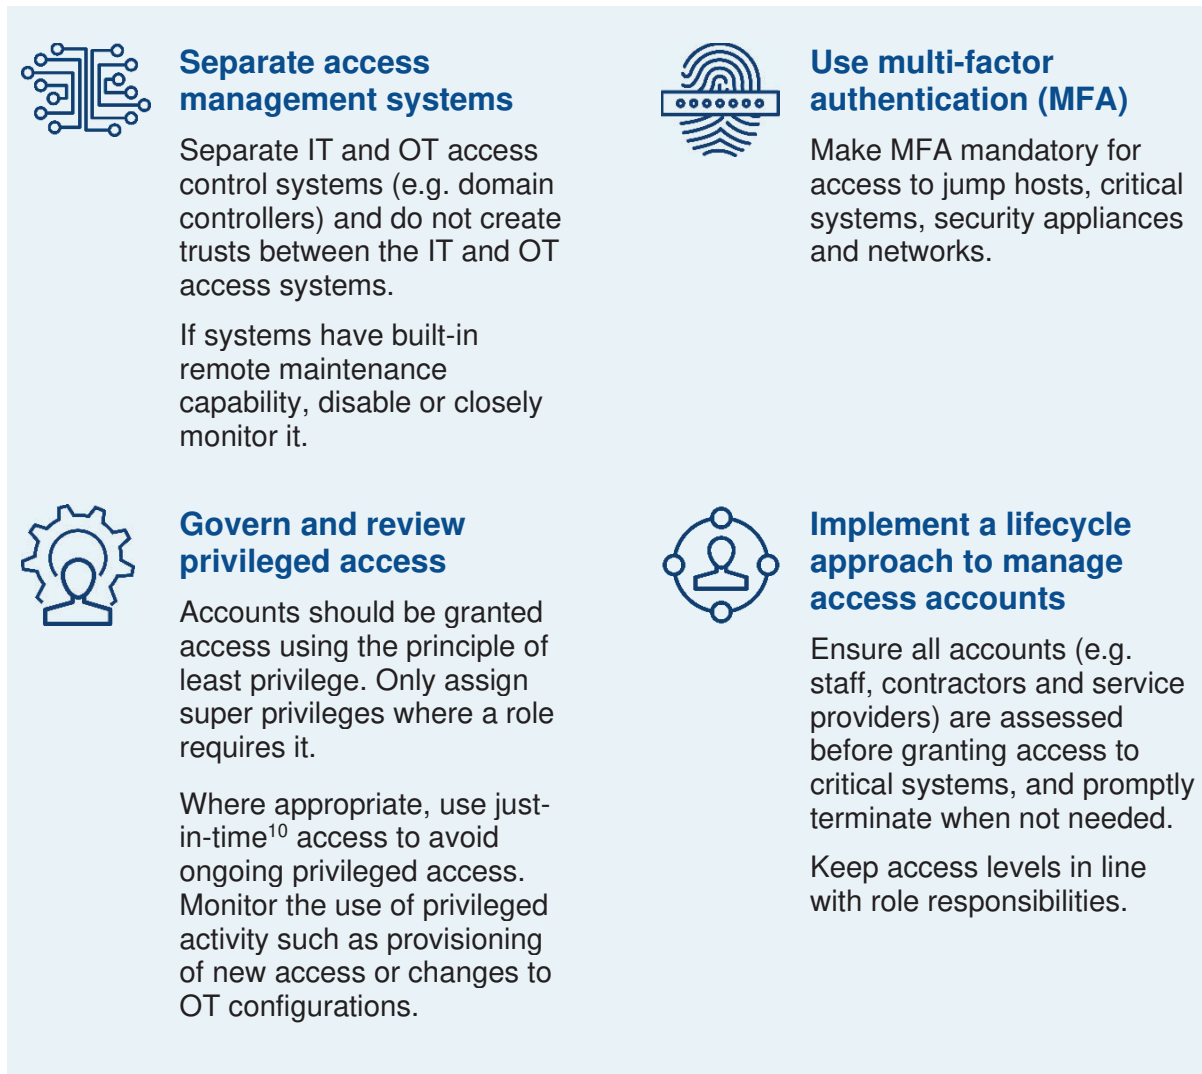 Separate access
management systems
Separate IT and OT access
control systems (e.g. domain
controllers) and do not create
trusts between the IT and OT
access systems.
If systems have built-in
remote maintenance
capability, disable or closely
monitor it.
Use multi-factor
authentication (MFA)
Make MFA mandatory for
access to jump hosts, critical
systems, security appliances
and networks.
Govern and review
privileged access
Accounts should be granted
access using the principle of
least privilege. Only assign
super privileges where a role
requires it.
Where appropriate, use just-
in-time¹⁰ access to avoid
ongoing privileged access.
Monitor the use of privileged
activity such as provisioning
of new access or changes to
OT configurations.
Implement a lifecycle
approach to manage
access accounts
Ensure all accounts (e.g.
staff, contractors and service
providers) are assessed
before granting access to
critical systems, and promptly
terminate when not needed.
Keep access levels in line
with role responsibilities.